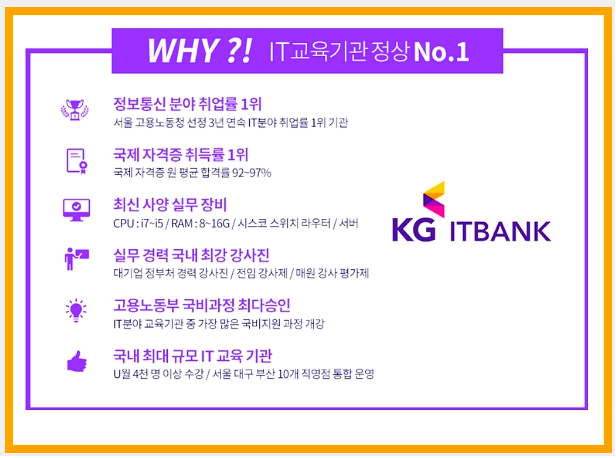 WHY ?! IT교육기관 정상 No.1
정보통신 분야 취업률 1위
서울 고용노동청 선정 3년 연속 IT분야 취업률 1위 기관
국제 자격증 취득률 1위
국제 자격증 원 평균 합격률 92~97%
최신 사양 실무 장비
CPU : i7~i5 / RAM : 8~16G / 시스코 스위치 라우터 / 서버
실무 경력 국내 최강 강사진
대기업 정부처 경력 강사진 / 전임 강사제 / 매원 강사 평가제
고용노동부 국비과정 최다승인
IT분야 교육기관 중 가장 많은 국비지원 과정 개강
국내 최대 규모 IT 교육 기관
U월 4천 명 이상 수강 / 서울 대구 부산 10개 직영점 통합 운영
KG ITBANK